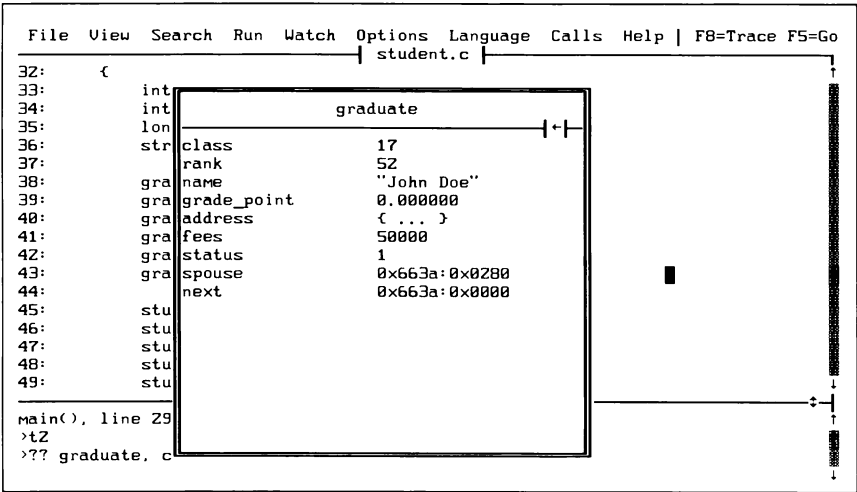 File View Search Run Watch Options Language Calls Help | F8=Trace F5=Go
student.c
32: {
33: int
34: int
graduate
35: lon
36: str class 17
37: rank 52
38: gra name "John Doe"
39: gra grade_point 0.000000
40: gra address { ... }
41: gra fees 50000
42: gra status 1
43: gra spouse 0x663a:0x0280
44: next 0x663a:0x0000
45: stu
46: stu
47: stu
48: stu
49: stu
main(), line 29
>t2
>?? graduate, c